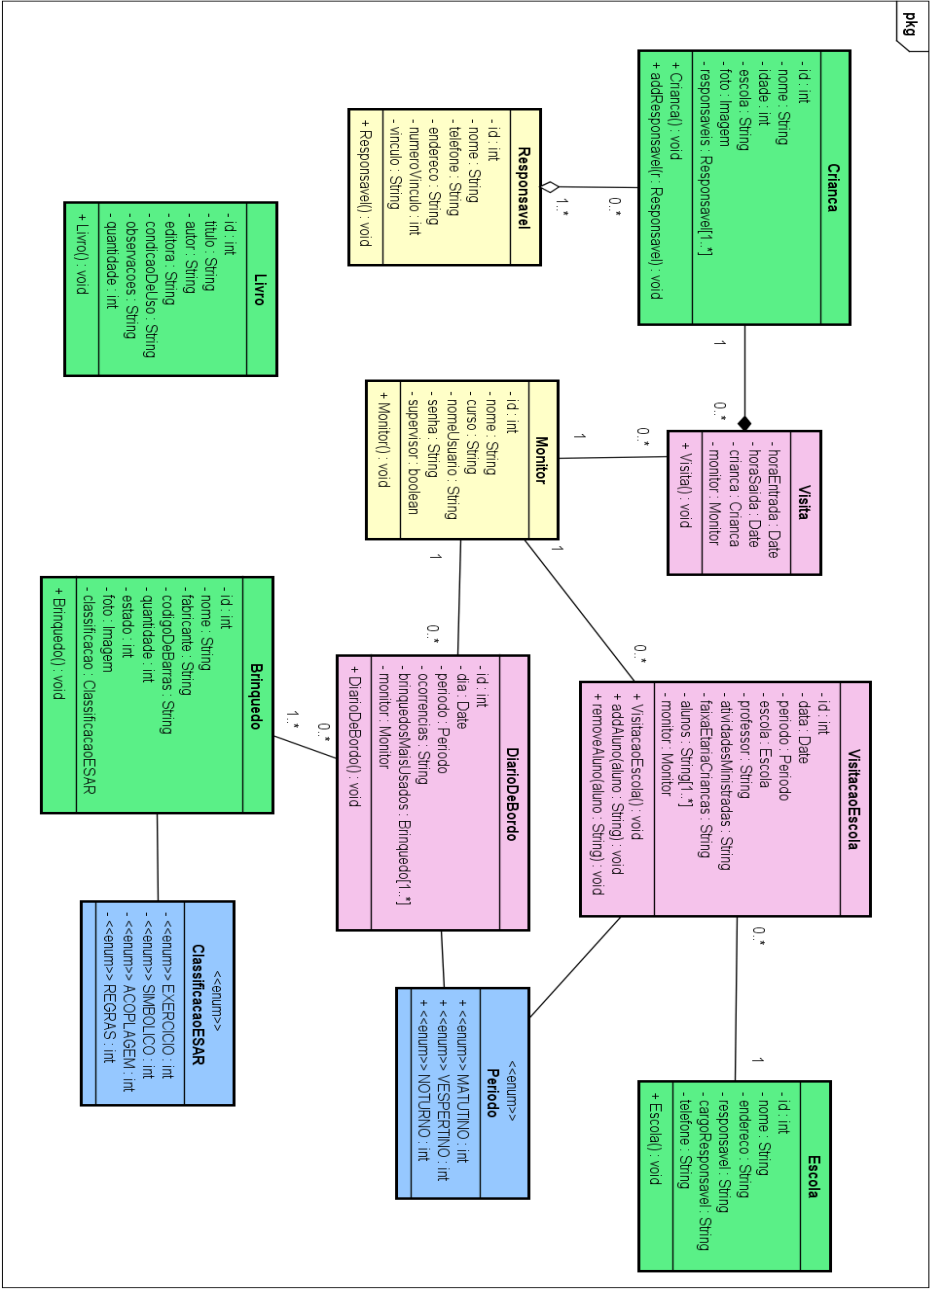 pkg
Crianca
- id : int
- nome : String
- idade : int
- escola : String
- foto : Imagem
- responsaveis : Responsavel[1..*]
+ Crianca() : void
+ addResponsavel(r : Responsavel) : void
1
0..*
Visita
- horaEntrada : Date
- horaSaida : Date
- crianca : Crianca
- monitor : Monitor
+ Visita() : void
VisitacaoEscola
- id : int
- data : Date
- periodo : Periodo
- escola : Escola
- professor : String
- atividadesMinistradas : String
- faixaEtariaCriancas : String
- alunos : String[1..*]
- monitor : Monitor
+ VisitacaoEscola() : void
+ addAluno(aluno : String) : void
+ removeAluno(aluno : String) : void
0..*
1
Escola
- id : int
- nome : String
- endereco : String
- responsavel : String
- cargoResponsavel : String
- telefone : String
+ Escola() : void
0..*
1..*
0..*
1
0..*
1
Responsavel
- id : int
- nome : String
- telefone : String
- endereco : String
- numeroVinculo : int
- vinculo : String
+ Responsavel() : void
Monitor
- id : int
- nome : String
- curso : String
- nomeUsuario : String
- senha : String
- supervisor : boolean
+ Monitor() : void
1
0..*
DiarioDeBordo
- id : int
- dia : Date
- periodo : Periodo
- ocorrencias : String
- brinquedosMaisUsados : Brinquedo[1..*]
- monitor : Monitor
+ DiarioDeBordo() : void
<<enum>>
Periodo
+ <<enum>> MATUTINO : int
+ <<enum>> VESPERTINO : int
+ <<enum>> NOTURNO : int
0..*
1..*
Livro
- id : int
- titulo : String
- autor : String
- editora : String
- condicaoDeUso : String
- observacoes : String
- quantidade : int
+ Livro() : void
Brinquedo
- id : int
- nome : String
- fabricante : String
- codigoDeBarras : String
- quantidade : int
- estado : int
- foto : Imagem
- classificacao : ClassificacaoESAR
+ Brinquedo() : void
<<enum>>
ClassificacaoESAR
- <<enum>> EXERCICIO : int
- <<enum>> SIMBOLICO : int
- <<enum>> ACOPLAGEM : int
- <<enum>> REGRAS : int